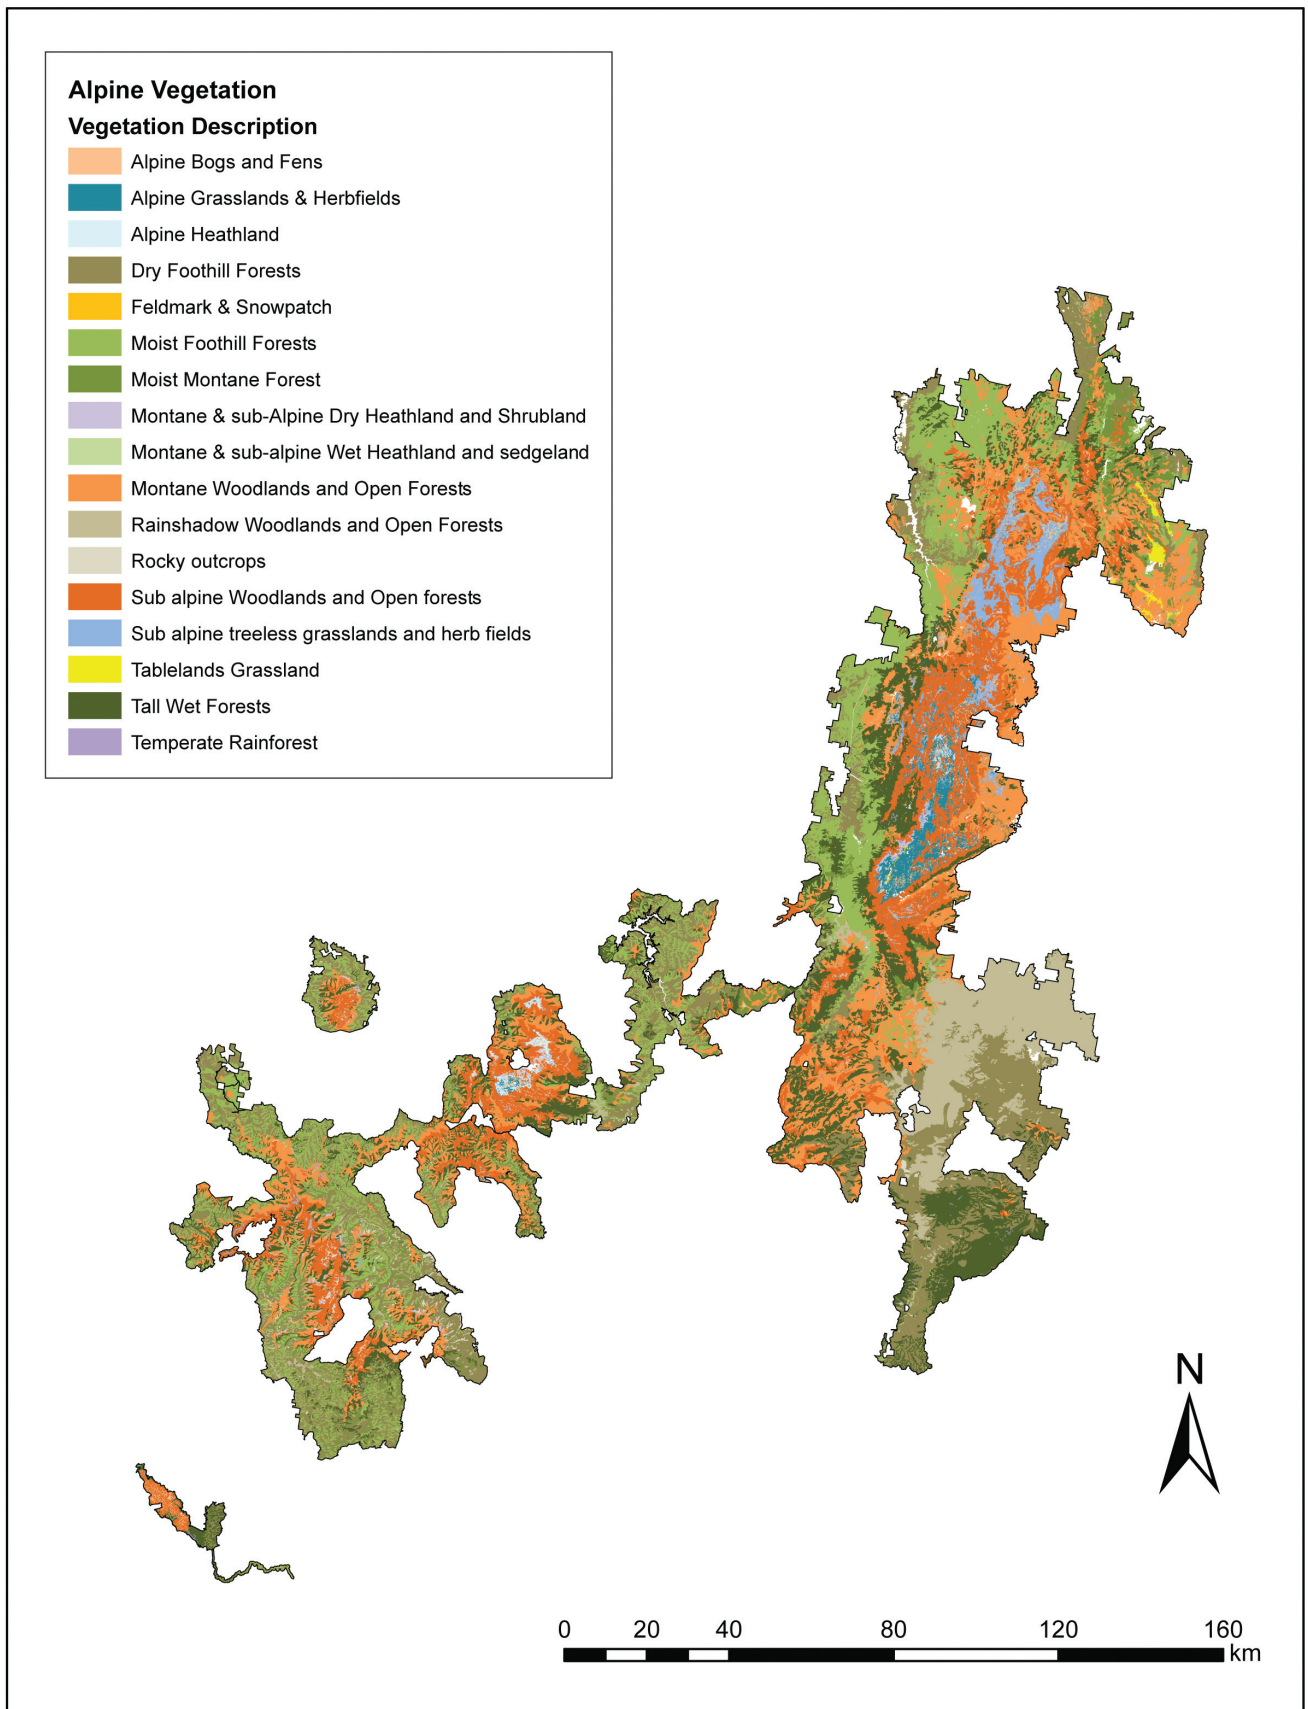 Alpine Vegetation
Vegetation Description
Alpine Bogs and Fens
Alpine Grasslands & Herbfields
Alpine Heathland
Dry Foothill Forests
Feldmark & Snowpatch
Moist Foothill Forests
Moist Montane Forest
Montane & sub-Alpine Dry Heathland and Shrubland
Montane & sub-alpine Wet Heathland and sedgeland
Montane Woodlands and Open Forests
Rainshadow Woodlands and Open Forests
Rocky outcrops
Sub alpine Woodlands and Open forests
Sub alpine treeless grasslands and herb fields
Tablelands Grassland
Tall Wet Forests
Temperate Rainforest
N
0 20 40 80 120 160
km